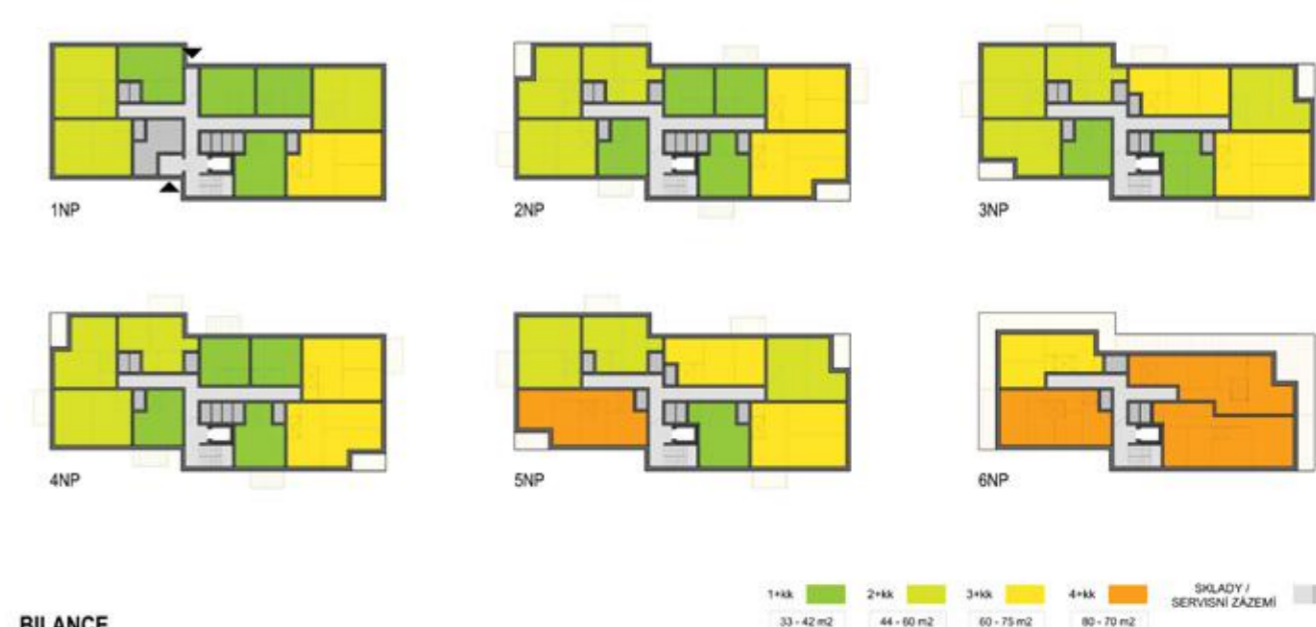 1NP
2NP
3NP
4NP
5NP
6NP
1+kk
2+kk
3+kk
4+kk
SKLADY /
SERVISNÍ ZÁZEMÍ
33 - 42 m2
44 - 60 m2
60 - 75 m2
80 - 70 m2
BILANCE